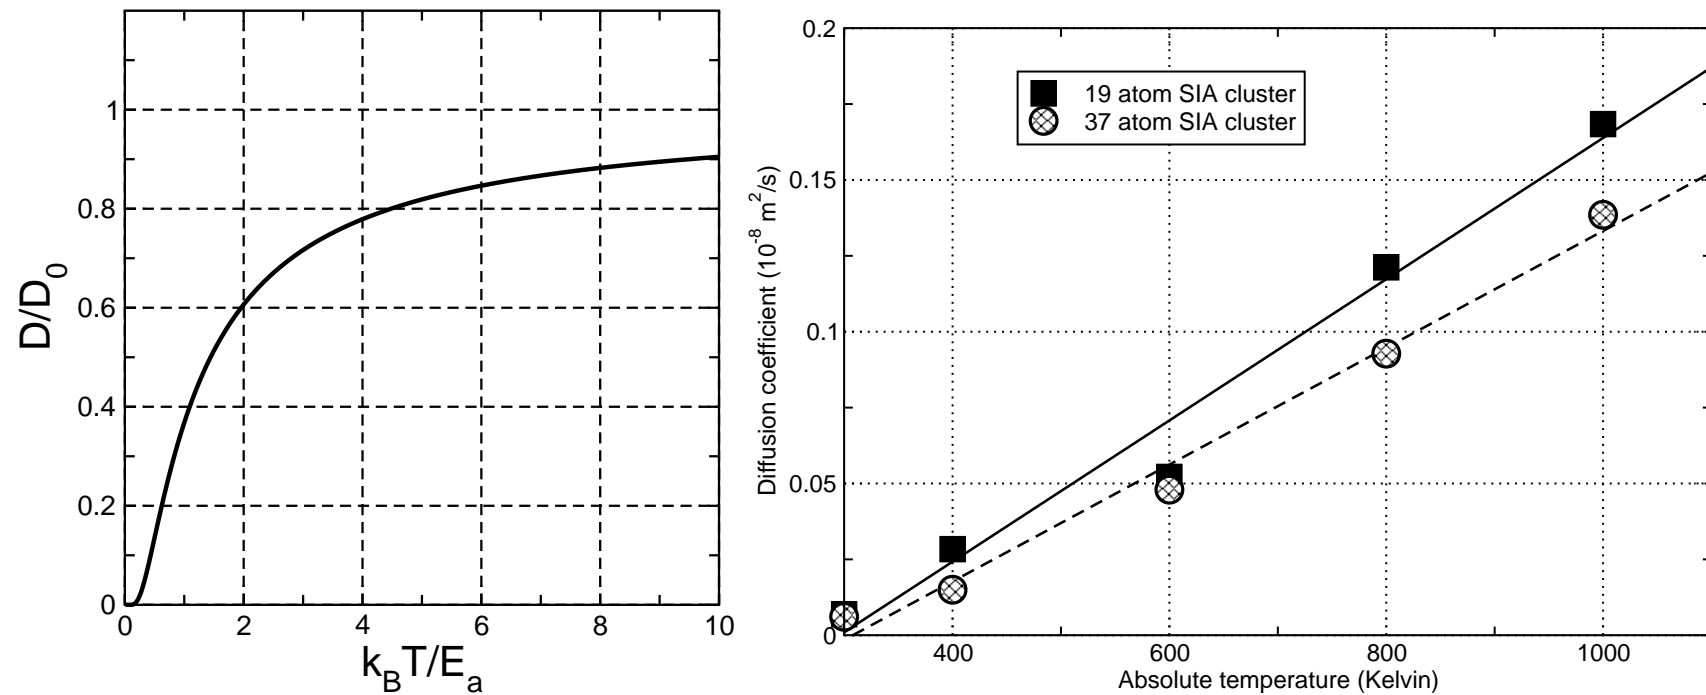 D/D0
1
0.8
0.6
0.4
0.2
0
0 2 4 6 8 10
kBT/Ea
Diffusion coefficient (10-8 m2/s)
0.2
0.15
0.1
0.05
0
19 atom SIA cluster
37 atom SIA cluster
400 600 800 1000
Absolute temperature (Kelvin)